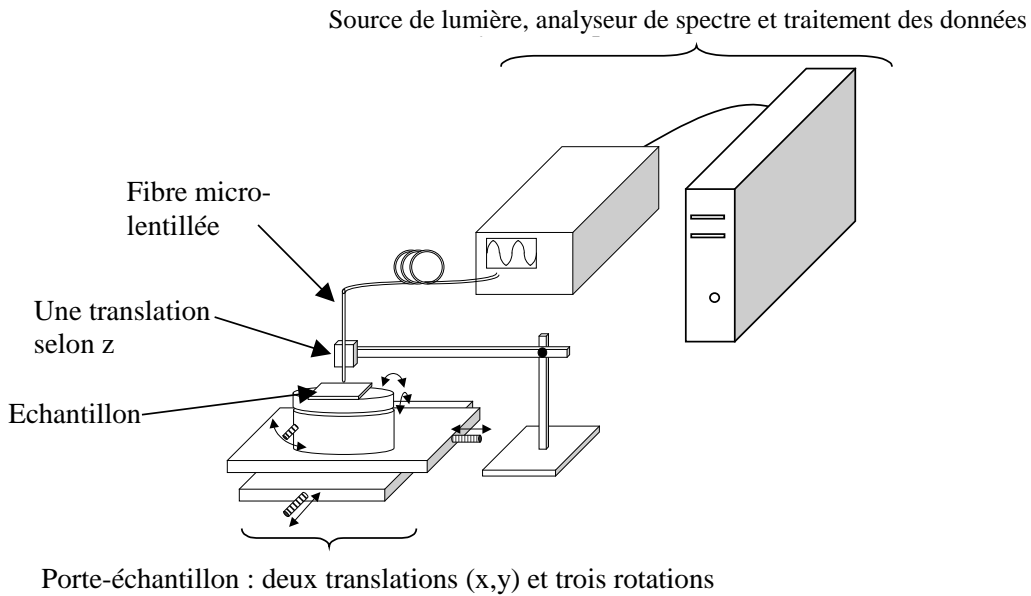 Source de lumière, analyseur de spectre et traitement des données
Fibre micro-
lentillée
Une translation
selon z
Echantillon
Porte-échantillon : deux translations (x,y) et trois rotations